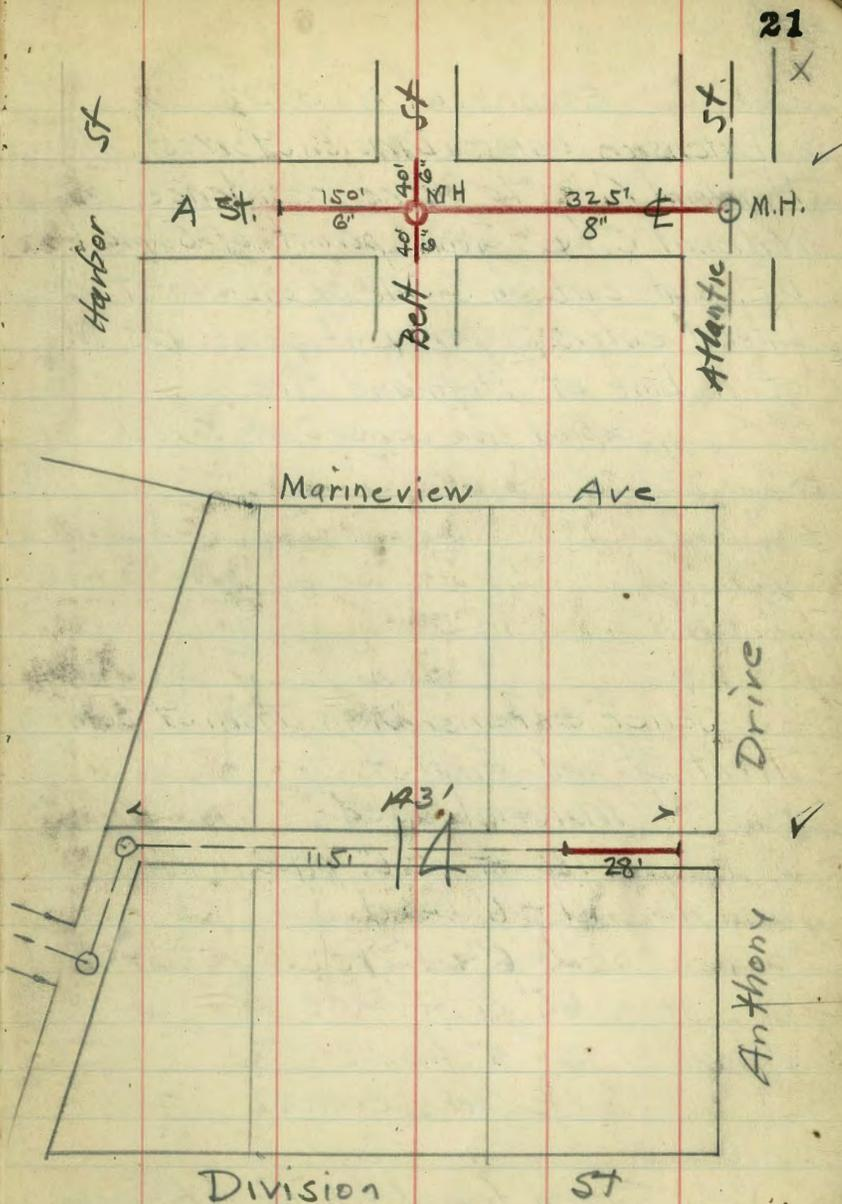 21
X
Harbor St
A St.
150'
6"
40'
6"
MH
40'
6"
Belt St
325'
8"
℄
M.H.
Atlantic St.
Marineview Ave
143'
115'
14
28'
Anthony Drive
Division St